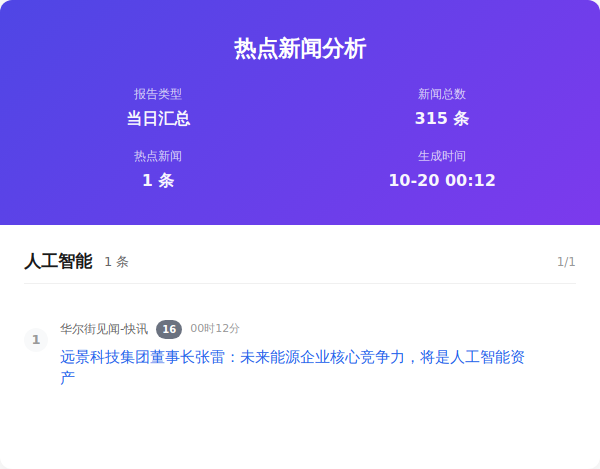 热点新闻分析
报告类型
新闻总数
当日汇总
315 条
热点新闻
生成时间
1 条
10-20 00:12
人工智能 1 条 1/1
华尔街见闻-快讯 16 00时12分
1
远景科技集团董事长张雷：未来能源企业核心竞争力，将是人工智能资
产